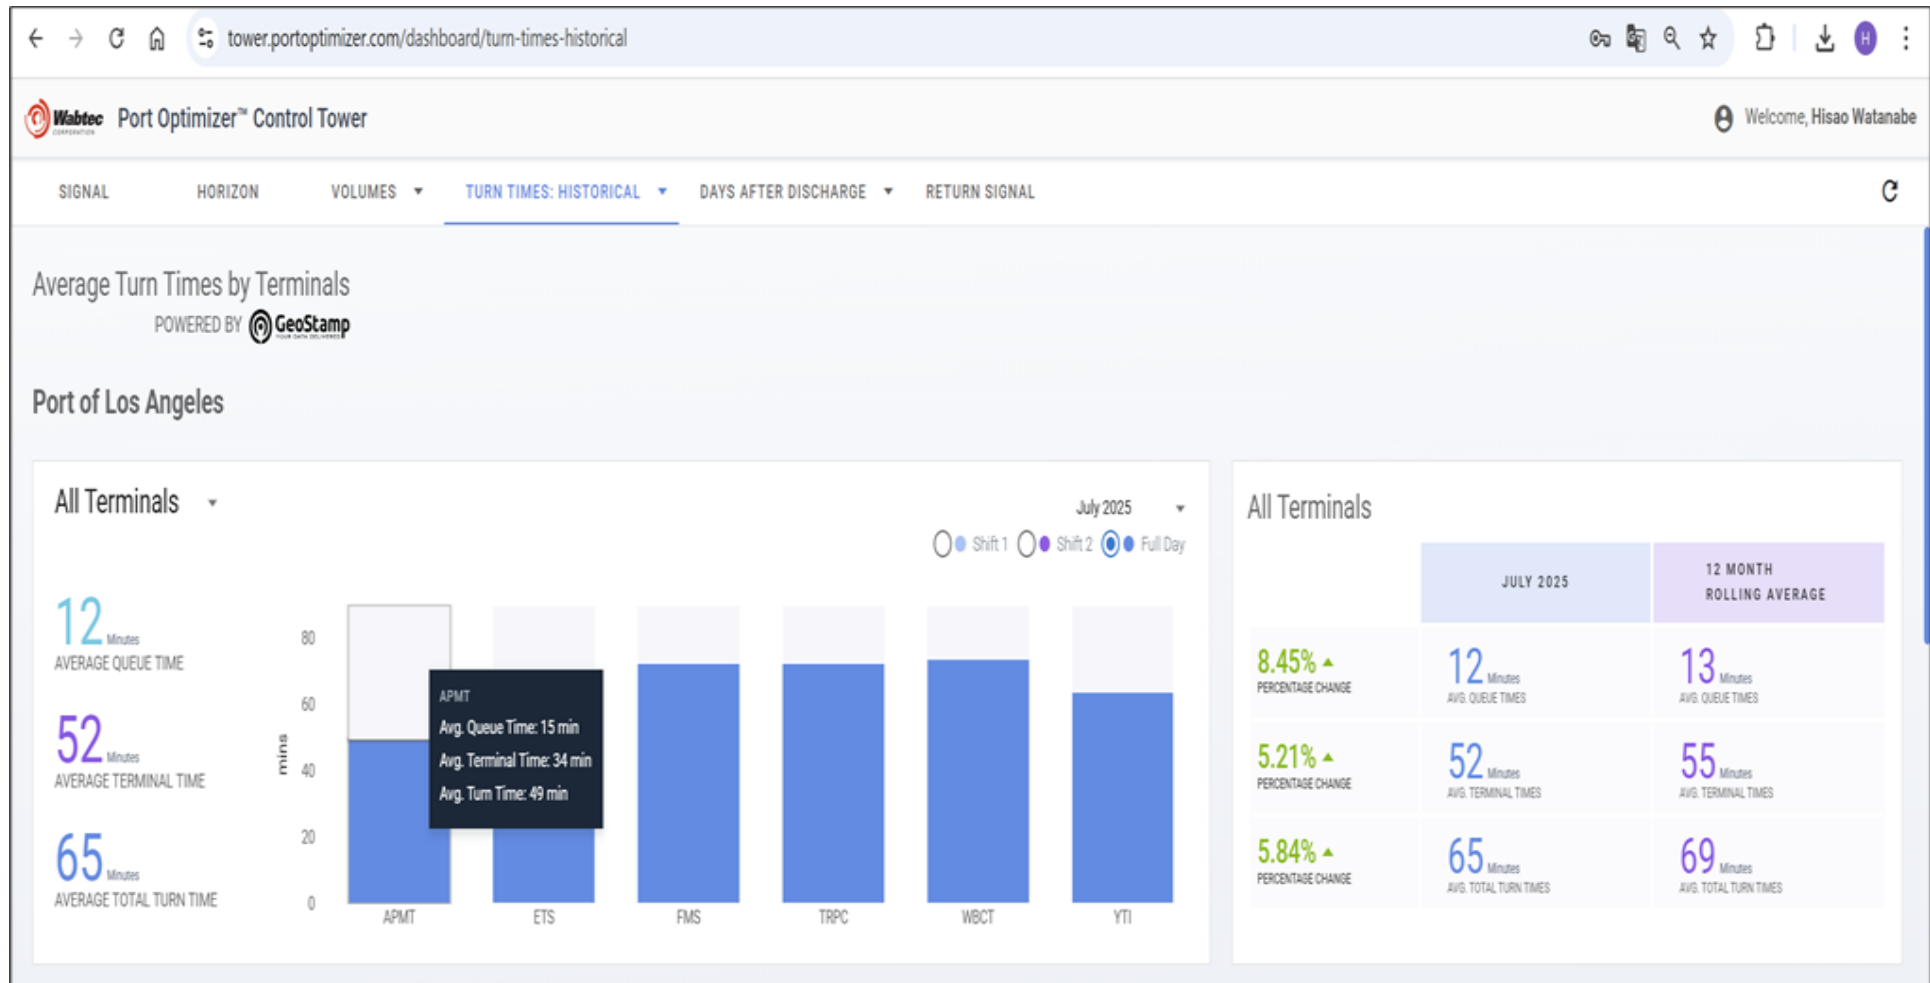 tower.portoptimizer.com/dashboard/turn-times-historical
H
Wabtec
CORPORATION
Port Optimizer™ Control Tower
Welcome, Hisao Watanabe
SIGNAL
HORIZON
VOLUMES
TURN TIMES: HISTORICAL
DAYS AFTER DISCHARGE
RETURN SIGNAL
Average Turn Times by Terminals
POWERED BY GeoStamp
YOUR DATA DELIVERED
Port of Los Angeles
All Terminals
July 2025
Shift 1
Shift 2
Full Day
12 Minutes
AVERAGE QUEUE TIME
52 Minutes
AVERAGE TERMINAL TIME
65 Minutes
AVERAGE TOTAL TURN TIME
mins
80
60
40
20
0
APMT
Avg. Queue Time: 15 min
Avg. Terminal Time: 34 min
Avg. Turn Time: 49 min
APMT
ETS
FMS
TRPC
WBCT
YTI
All Terminals
JULY 2025
12 MONTH
ROLLING AVERAGE
8.45%
PERCENTAGE CHANGE
12 Minutes
AVG. QUEUE TIMES
13 Minutes
AVG. QUEUE TIMES
5.21%
PERCENTAGE CHANGE
52 Minutes
AVG. TERMINAL TIMES
55 Minutes
AVG. TERMINAL TIMES
5.84%
PERCENTAGE CHANGE
65 Minutes
AVG. TOTAL TURN TIMES
69 Minutes
AVG. TOTAL TURN TIMES